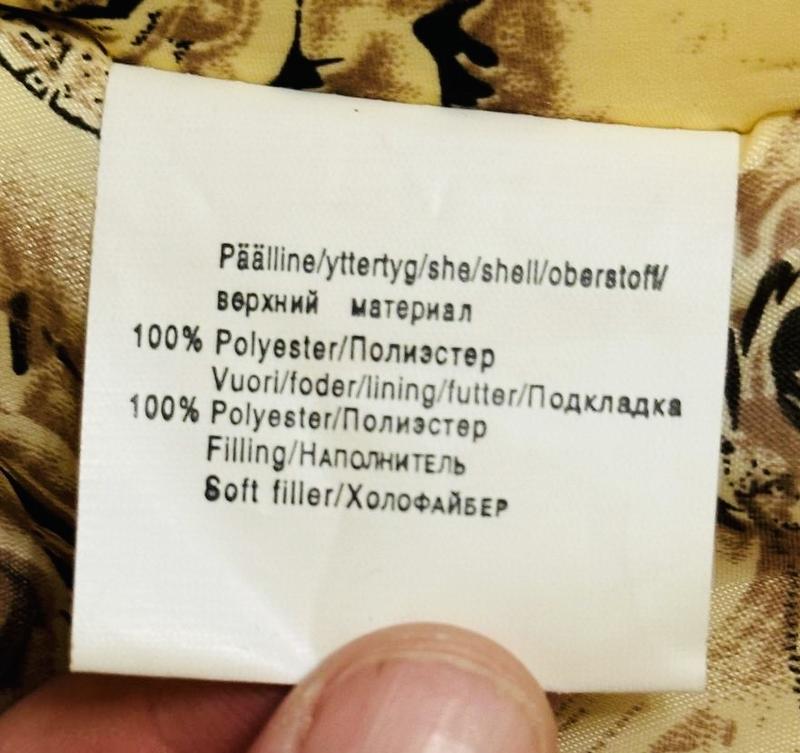 Päälline/yttertyg/she/shell/oberstoff/
верхний материал
100% Polyester/Полиэстер
Vuori/foder/lining/futter/Подкладка
100% Polyester/Полиэстер
Filling/НАПОЛНИТЕЛЬ
Soft filler/ХОЛОФАЙБЕР